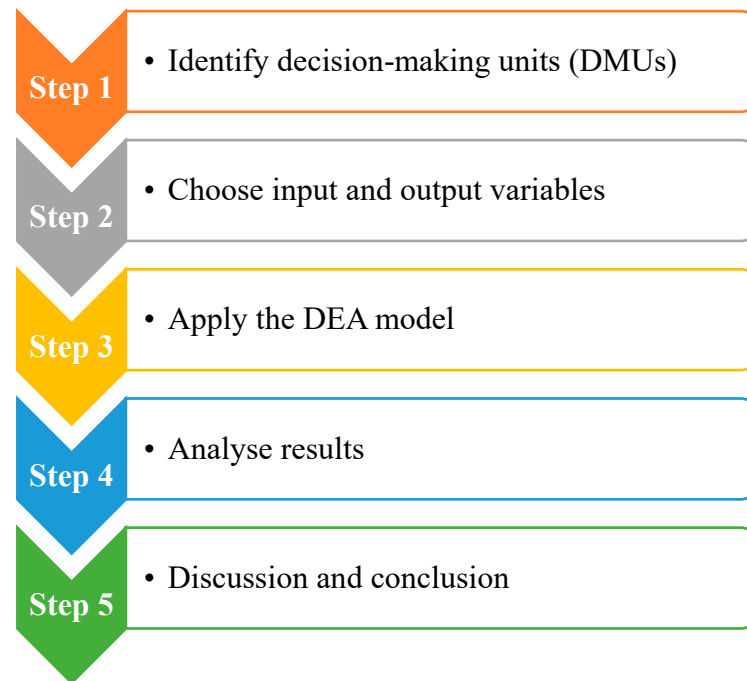 Step 1
• Identify decision-making units (DMUs)
Step 2
• Choose input and output variables
Step 3
• Apply the DEA model
Step 4
• Analyse results
Step 5
• Discussion and conclusion